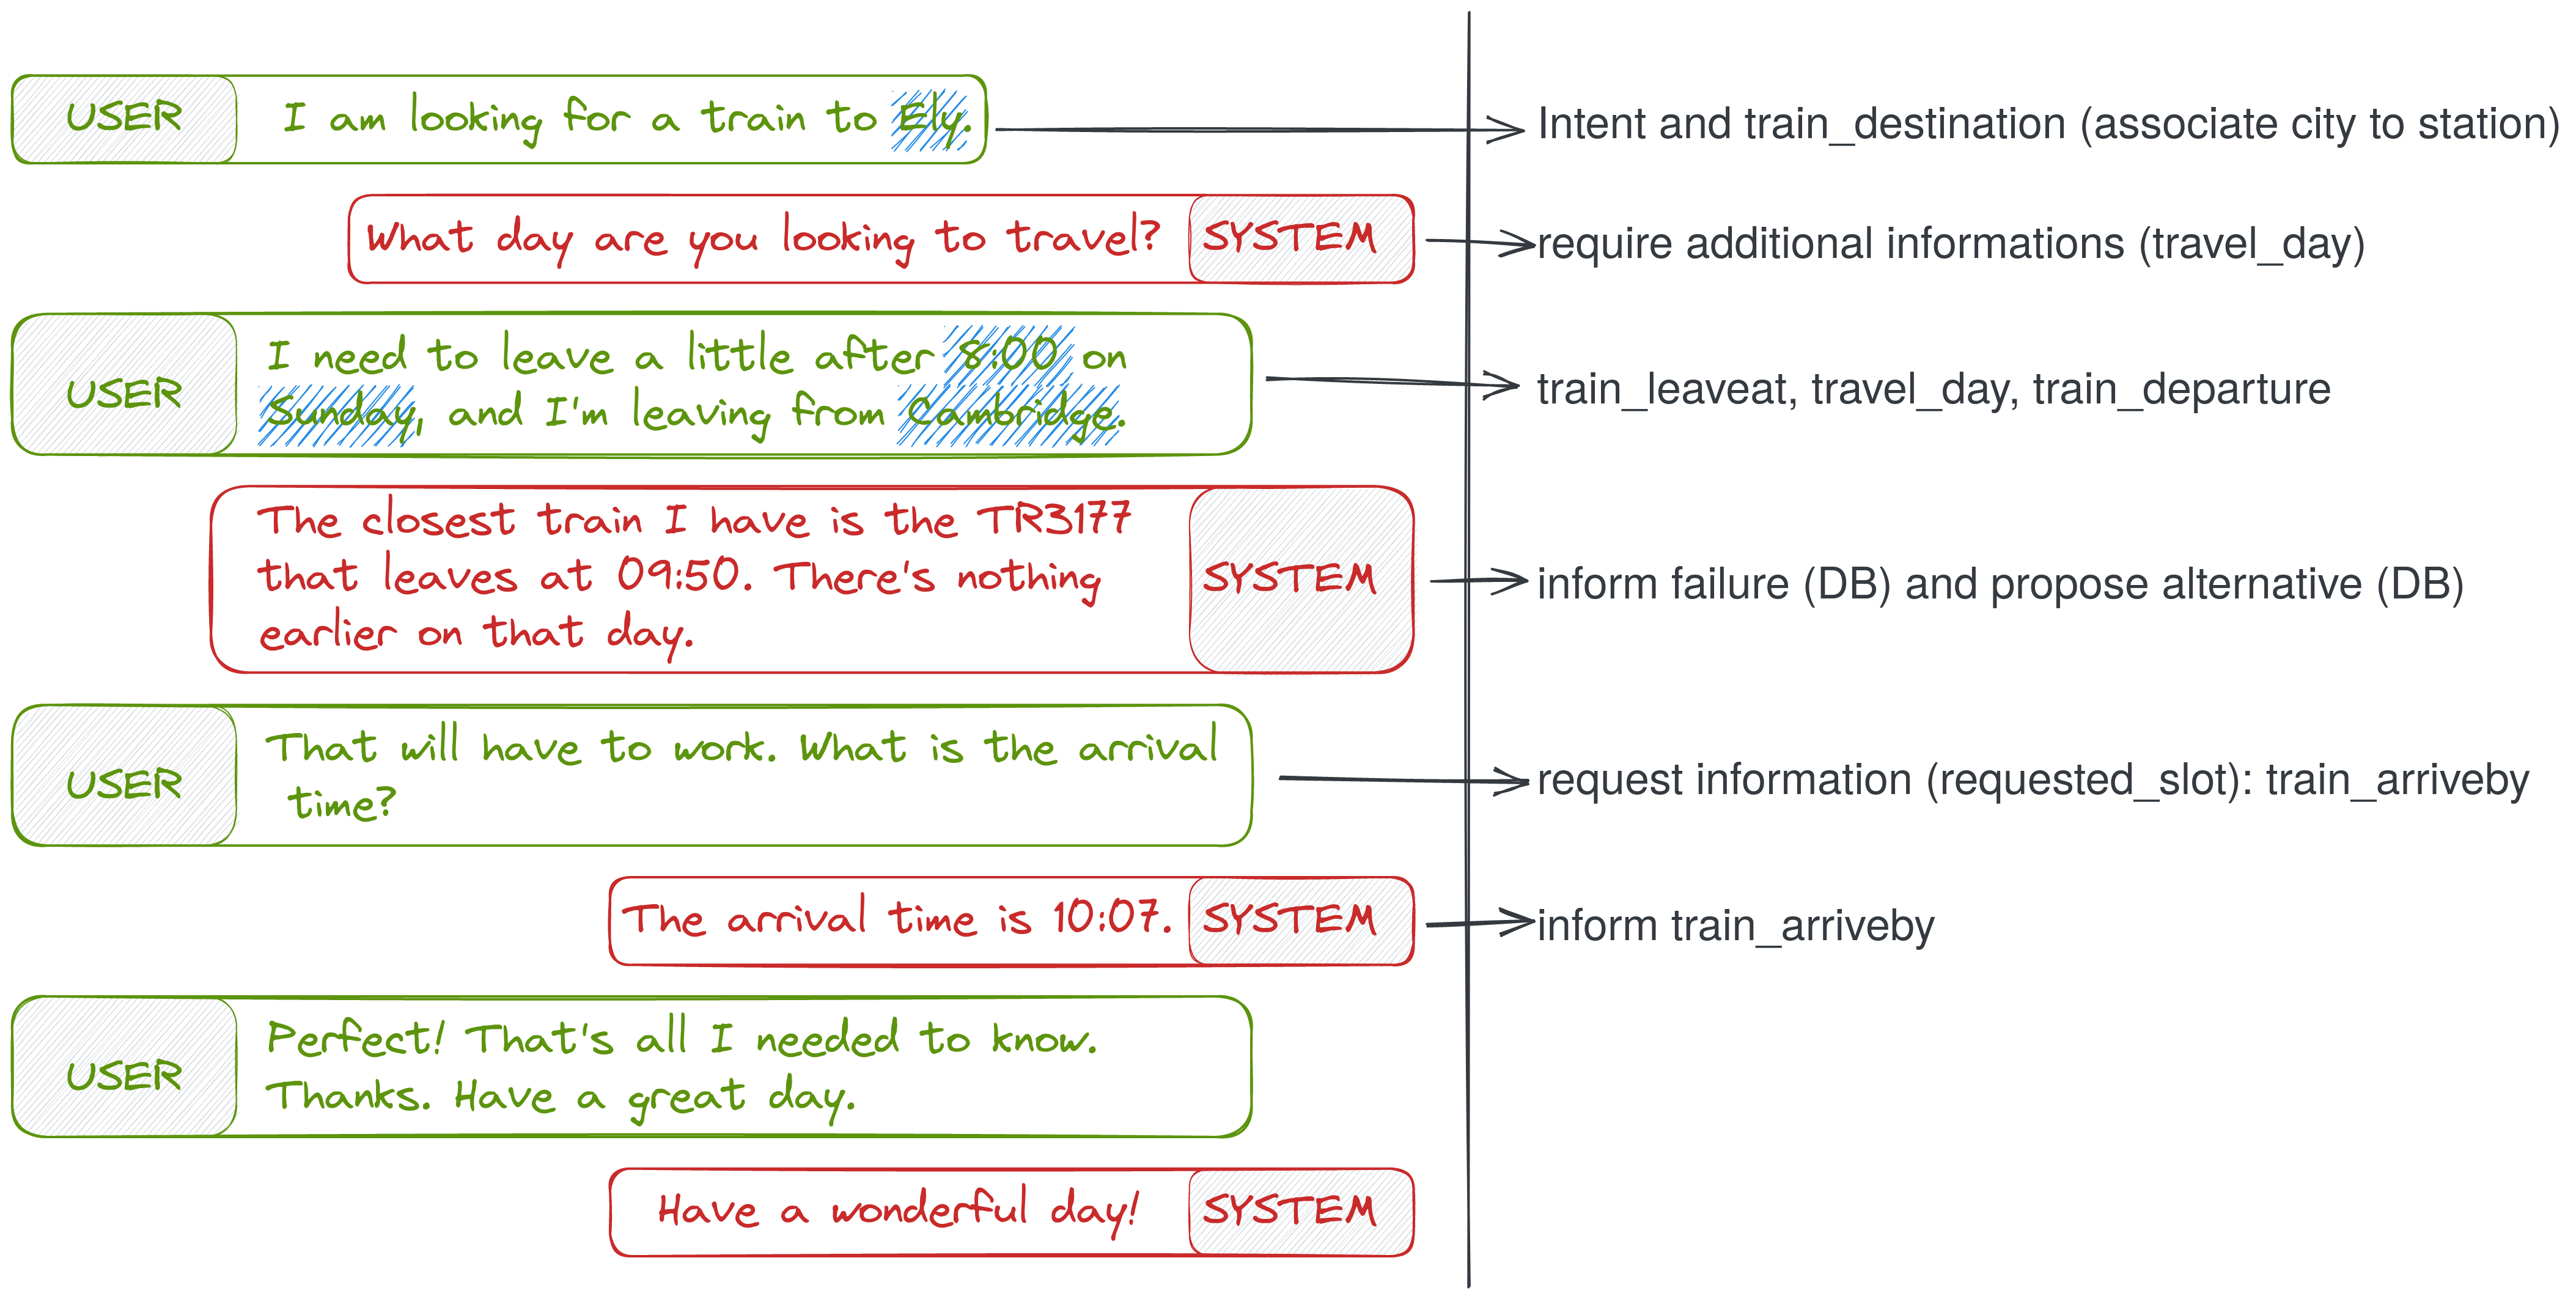 USER
I am looking for a train to Ely.
Intent and train_destination (associate city to station)
What day are you looking to travel?
SYSTEM
require additional informations (travel_day)
USER
I need to leave a little after 8:00 on
Sunday, and I'm leaving from Cambridge.
train_leaveat, travel_day, train_departure
The closest train I have is the TR3177
that leaves at 09:50. There's nothing
earlier on that day.
SYSTEM
inform failure (DB) and propose alternative (DB)
USER
That will have to work. What is the arrival
time?
request information (requested_slot): train_arriveby
The arrival time is 10:07.
SYSTEM
inform train_arriveby
USER
Perfect! That's all I needed to know.
Thanks. Have a great day.
Have a wonderful day!
SYSTEM